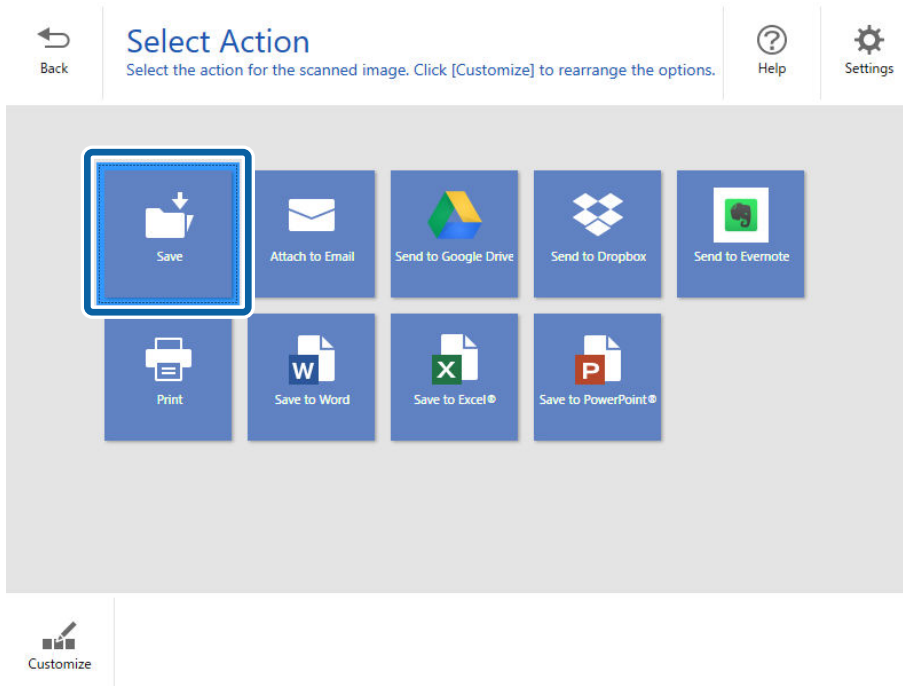 Back
Select Action
Select the action for the scanned image. Click [Customize] to rearrange the options.
Help
Settings
Save
Attach to Email
Send to Google Drive
Send to Dropbox
Send to Evernote
Print
W
Save to Word
X
Save to Excel®
P
Save to PowerPoint®
Customize